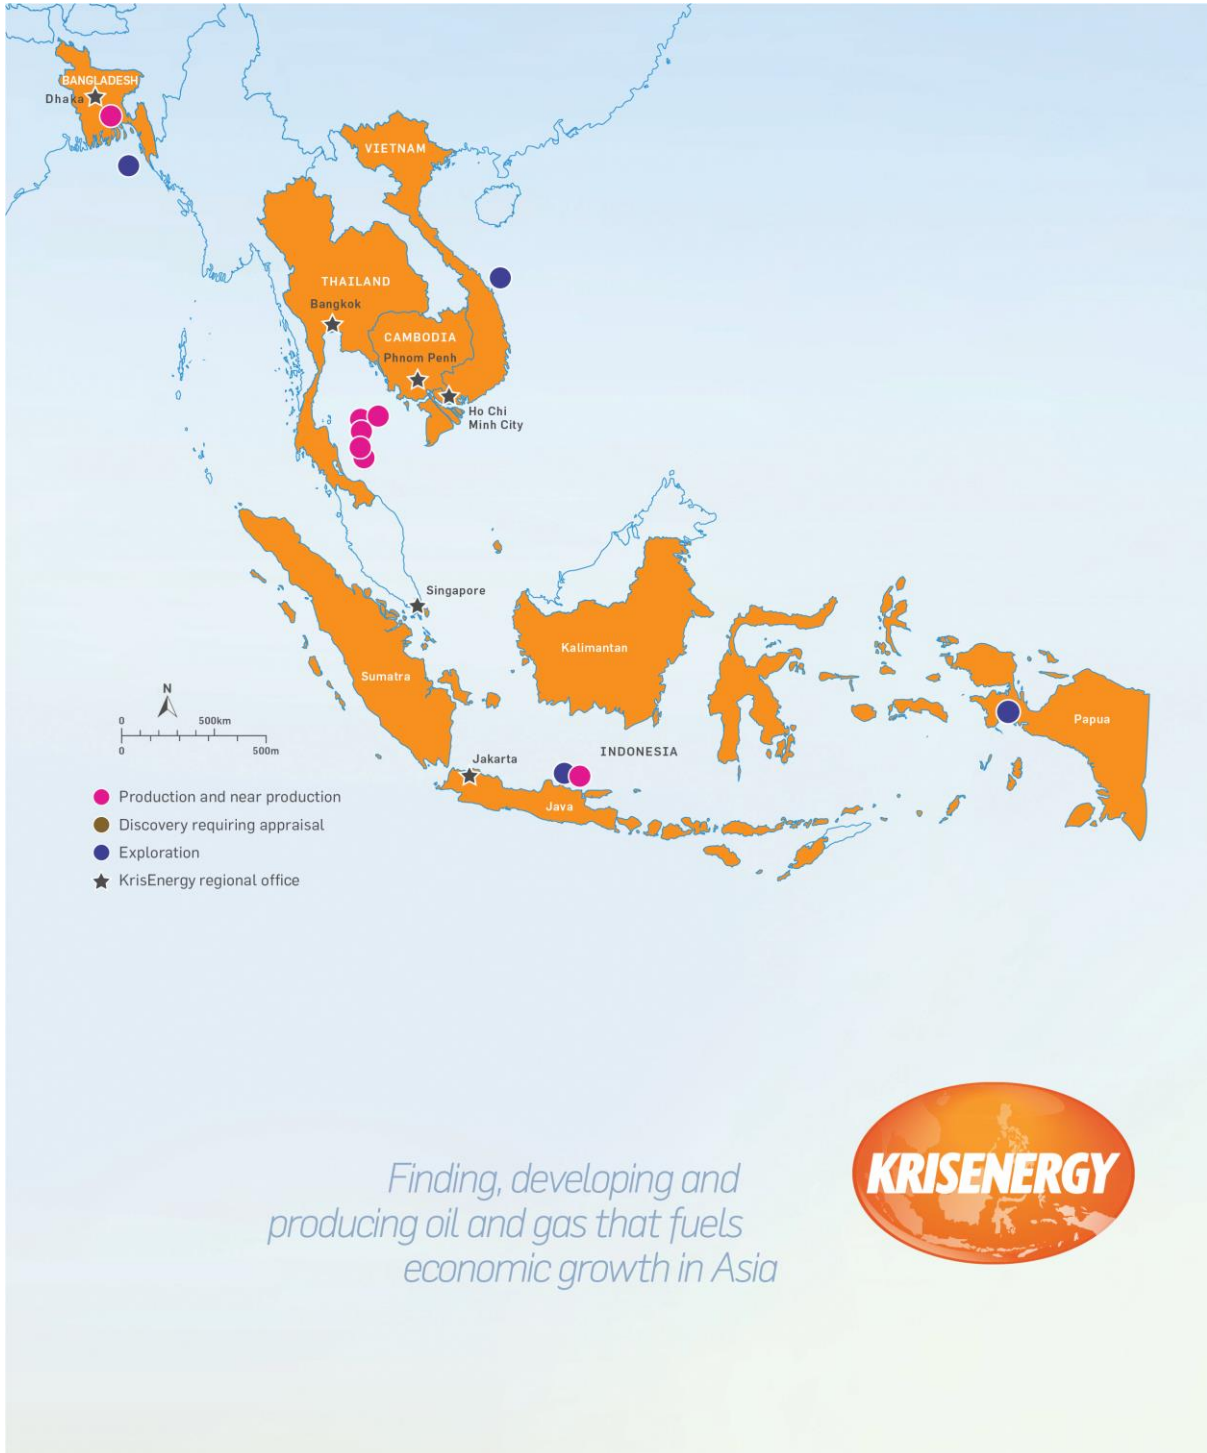 BANGLADESH
Dhaka
VIETNAM
THAILAND
Bangkok
CAMBODIA
Phnom Penh
Ho Chi
Minh City
Singapore
Kalimantan
Sumatra
N
0 500km
0 500m
Papua
INDONESIA
Jakarta
Java
Production and near production
Discovery requiring appraisal
Exploration
KrisEnergy regional office
KRISENERGY
Finding, developing and
producing oil and gas that fuels
economic growth in Asia